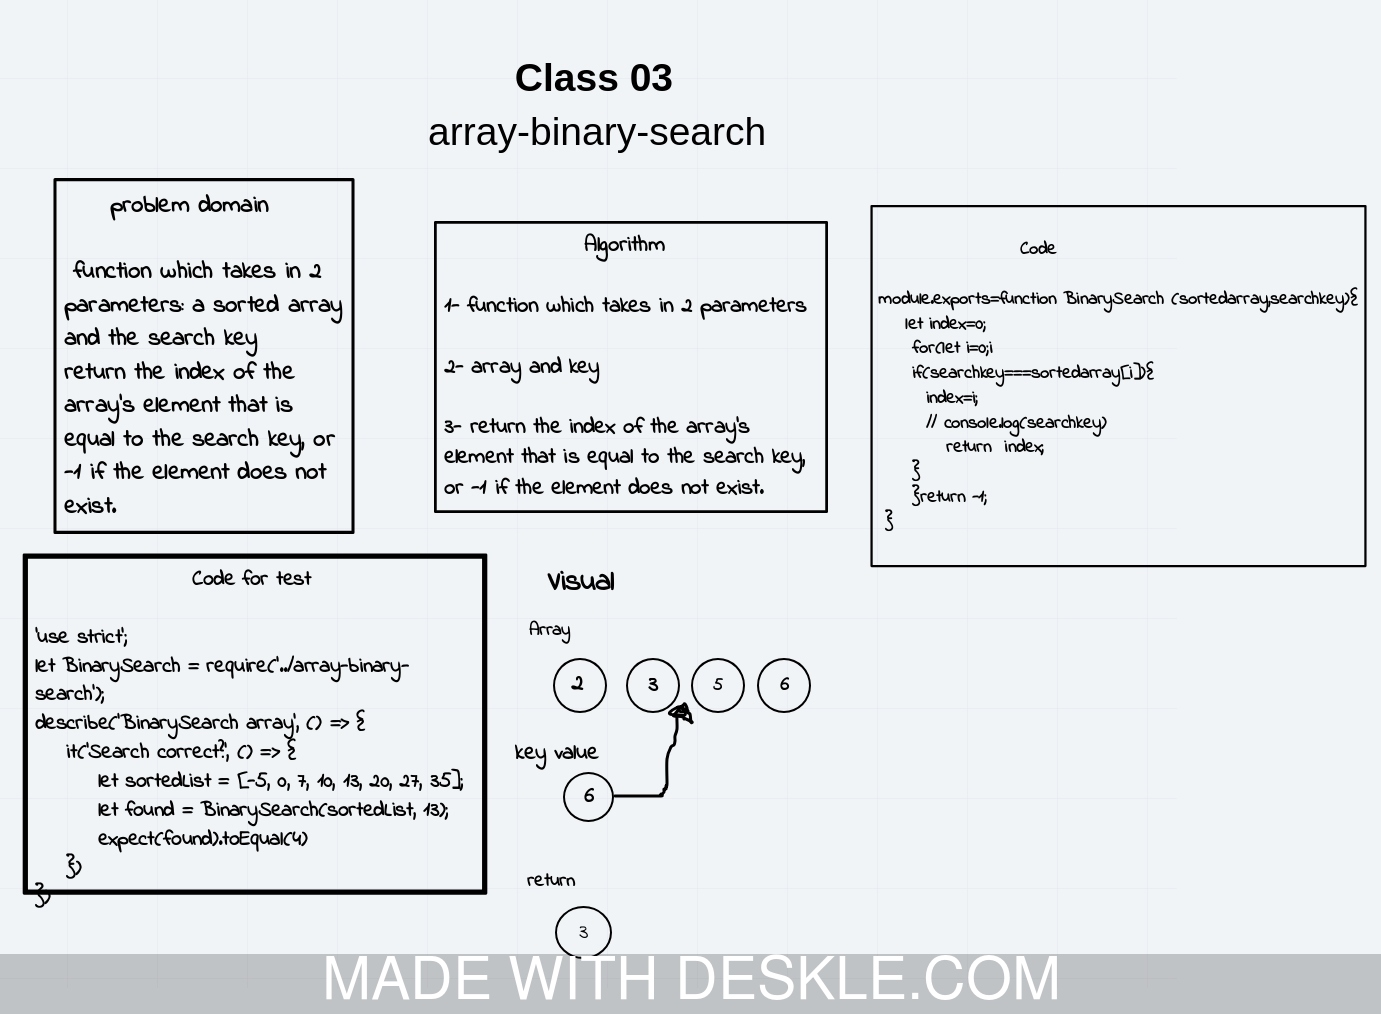 Class 03
array-binary-search
problem domain
function which takes in 2
parameters: a sorted array
and the search key
return the index of the
array's element that is
equal to the search key, or
-1 if the element does not
exist.
Algorithm
1- function which takes in 2 parameters
2- array and key
3- return the index of the array's
element that is equal to the search key,
or -1 if the element does not exist.
Code
module.exports=function BinarySearch (sortedarray,searchkey){
let index=0;
for(let i=0;i
if(searchkey===sortedarray[i]){
index=i;
// console.log(searchkey)
return index;
}
}return -1;
}
Code for test
'use strict';
let BinarySearch = require('../array-binary-
search');
describe('BinarySearch array', () => {
it('Search correct?', () => {
let sortedList = [-5, 0, 7, 10, 13, 20, 27, 35];
let found = BinarySearch(sortedList, 13);
expect(found).toEqual(4)
})
})
Visual
Array
2 3 5 6
key value
6
return
3
MADE WITH DESKLE.COM